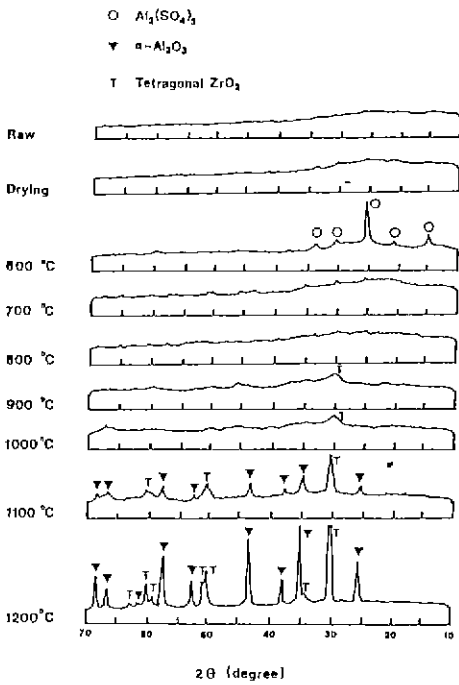 ○ Al₂(SO₄)₃
▼ α-Al₂O₃
T Tetragonal ZrO₂
Raw
Drying
600 °C
700 °C
800 °C
900 °C
1000°C
T T T
1100°C
T T T T T T T T
1200°C
70 60 50 40 30 20 10
2θ (degree)